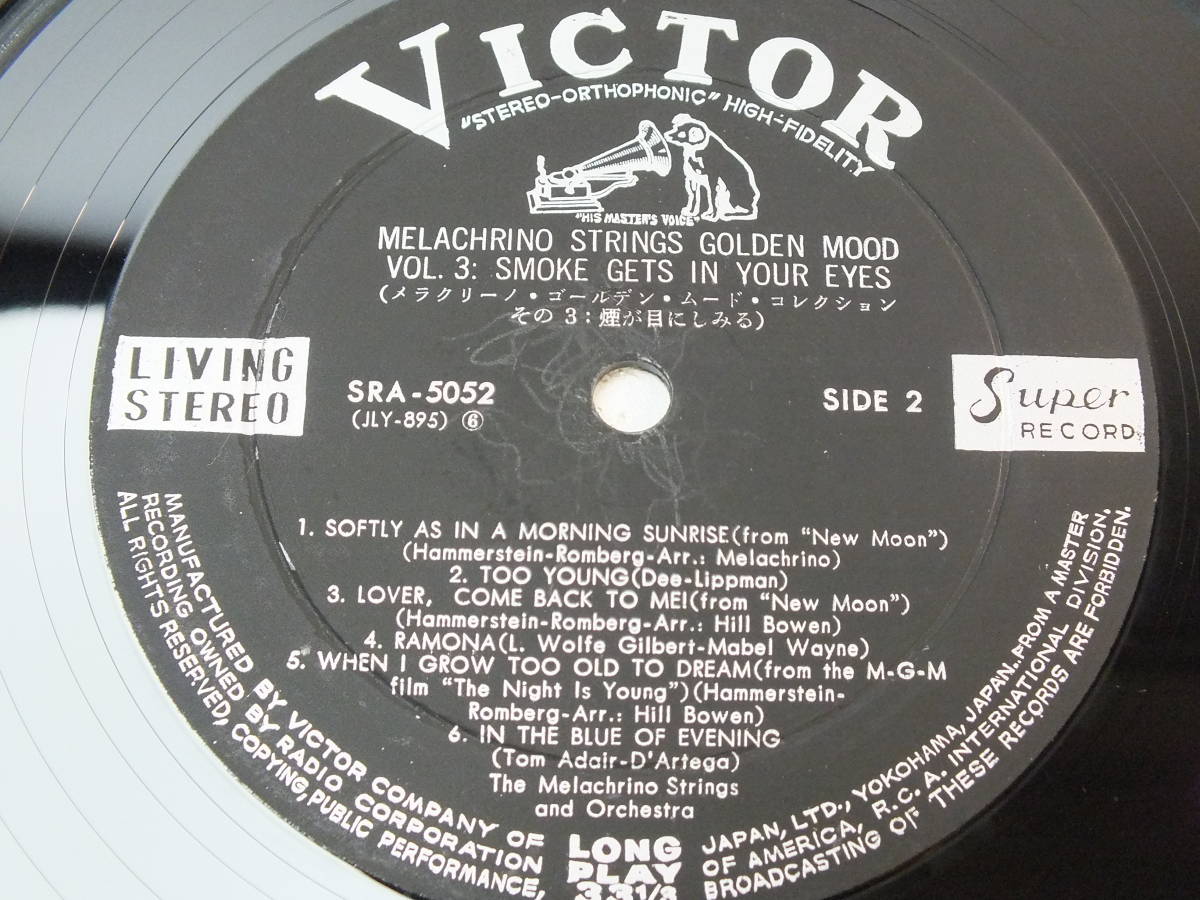 VICTOR
"STEREO-ORTHOPHONIC" HIGH-FIDELITY
"HIS MASTER'S VOICE"
MELACHRINO STRINGS GOLDEN MOOD
VOL. 3: SMOKE GETS IN YOUR EYES
(メラクリーノ・ゴールデン・ムード・コレクション
その 3:煙が目にしみる)
LIVING
STEREO
SRA-5052
(JLY-895) ⑥
SIDE 2
Super
RECORD
1. SOFTLY AS IN A MORNING SUNRISE(from "New Moon")
(Hammerstein-Romberg-Arr.: Melachrino)
2. TOO YOUNG(Dee-Lippman)
3. LOVER, COME BACK TO ME!(from "New Moon")
(Hammerstein-Romberg-Arr.: Hill Bowen)
4. RAMONA(L. Wolfe Gilbert-Mabel Wayne)
5. WHEN I GROW TOO OLD TO DREAM(from the M-G-M
film "The Night Is Young")(Hammerstein-
Romberg-Arr.: Hill Bowen)
6. IN THE BLUE OF EVENING
(Tom Adair-D'Artega)
The Melachrino Strings
and Orchestra
LONG
PLAY
33 1/3
MANUFACTURED BY VICTOR COMPANY OF JAPAN, LTD., YOKOHAMA, JAPAN. FROM A MASTER
RECORDING OWNED BY RADIO CORPORATION OF AMERICA, R.C.A. INTERNATIONAL DIVISION.
ALL RIGHTS RESERVED, COPYING, PUBLIC PERFORMANCE, BROADCASTING OF THESE RECORDS ARE FORBIDDEN.